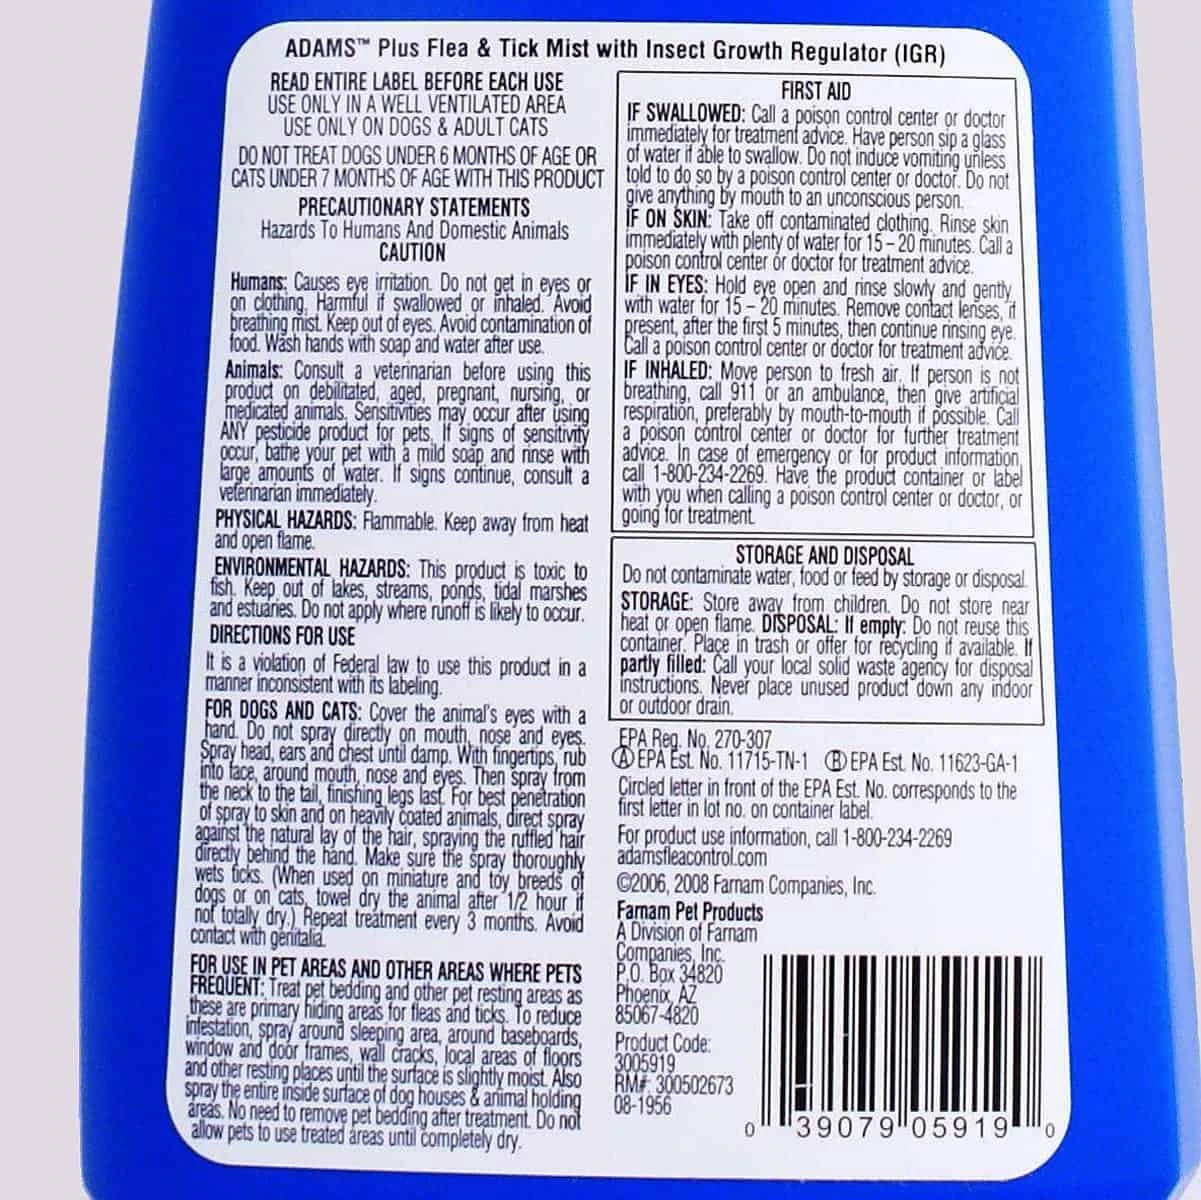 ADAMS™ Plus Flea & Tick Mist with Insect Growth Regulator (IGR)
READ ENTIRE LABEL BEFORE EACH USE
USE ONLY IN A WELL VENTILATED AREA
USE ONLY ON DOGS & ADULT CATS
DO NOT TREAT DOGS UNDER 6 MONTHS OF AGE OR
CATS UNDER 7 MONTHS OF AGE WITH THIS PRODUCT
PRECAUTIONARY STATEMENTS
Hazards To Humans And Domestic Animals
CAUTION
Humans: Causes eye irritation. Do not get in eyes or
on clothing. Harmful if swallowed or inhaled. Avoid
breathing mist. Keep out of eyes. Avoid contamination of
food. Wash hands with soap and water after use.
Animals: Consult a veterinarian before using this
product on debilitated, aged, pregnant, nursing, or
medicated animals. Sensitivities may occur after using
ANY pesticide product for pets. If signs of sensitivity
occur, bathe your pet with a mild soap and rinse with
large amounts of water. If signs continue, consult a
veterinarian immediately.
PHYSICAL HAZARDS: Flammable. Keep away from heat
and open flame.
ENVIRONMENTAL HAZARDS: This product is toxic to
fish. Keep out of lakes, streams, ponds, tidal marshes
and estuaries. Do not apply where runoff is likely to occur.
DIRECTIONS FOR USE
It is a violation of Federal law to use this product in a
manner inconsistent with its labeling.
FOR DOGS AND CATS: Cover the animal's eyes with a
hand. Do not spray directly on mouth, nose and eyes.
Spray head, ears and chest until damp. With fingertips, rub
into face, around mouth, nose and eyes. Then spray from
the neck to the tail, finishing legs last. For best penetration
of spray to skin and on heavily coated animals, direct spray
against the natural lay of the hair, spraying the ruffled hair
directly behind the hand. Make sure the spray thoroughly
wets ticks. (When used on miniature and toy breeds of
dogs or on cats, towel dry the animal after 1/2 hour if
not totally dry.) Repeat treatment every 3 months. Avoid
contact with genitalia.
FOR USE IN PET AREAS AND OTHER AREAS WHERE PETS
FREQUENT: Treat pet bedding and other pet resting areas as
these are primary hiding areas for fleas and ticks. To reduce
infestation, spray around sleeping area, around baseboards,
window and door frames, wall cracks, local areas of floors
and other resting places until the surface is slightly moist. Also
spray the entire inside surface of dog houses & animal holding
areas. No need to remove pet bedding after treatment. Do not
allow pets to use treated areas until completely dry.
FIRST AID
IF SWALLOWED: Call a poison control center or doctor
immediately for treatment advice. Have person sip a glass
of water if able to swallow. Do not induce vomiting unless
told to do so by a poison control center or doctor. Do not
give anything by mouth to an unconscious person.
IF ON SKIN: Take off contaminated clothing. Rinse skin
immediately with plenty of water for 15 – 20 minutes. Call a
poison control center or doctor for treatment advice.
IF IN EYES: Hold eye open and rinse slowly and gently
with water for 15 – 20 minutes. Remove contact lenses, if
present, after the first 5 minutes, then continue rinsing eye.
Call a poison control center or doctor for treatment advice.
IF INHALED: Move person to fresh air. If person is not
breathing, call 911 or an ambulance, then give artificial
respiration, preferably by mouth-to-mouth if possible. Call
a poison control center or doctor for further treatment
advice. In case of emergency or for product information,
call 1-800-234-2269. Have the product container or label
with you when calling a poison control center or doctor, or
going for treatment.
STORAGE AND DISPOSAL
Do not contaminate water, food or feed by storage or disposal.
STORAGE: Store away from children. Do not store near
heat or open flame. DISPOSAL: If empty: Do not reuse this
container. Place in trash or offer for recycling if available. If
partly filled: Call your local solid waste agency for disposal
instructions. Never place unused product down any indoor
or outdoor drain.
EPA Reg. No. 270-307
Ⓐ EPA Est. No. 11715-TN-1 Ⓑ EPA Est. No. 11623-GA-1
Circled letter in front of the EPA Est. No. corresponds to the
first letter in lot no. on container label.
For product use information, call 1-800-234-2269
adamsfleacontrol.com
©2006, 2008 Farnam Companies, Inc.
Farnam Pet Products
A Division of Farnam
Companies, Inc.
P.O. Box 34820
Phoenix, AZ
85067-4820
Product Code:
3005919
RM#: 300502673
08-1956
0 39079 05919 0